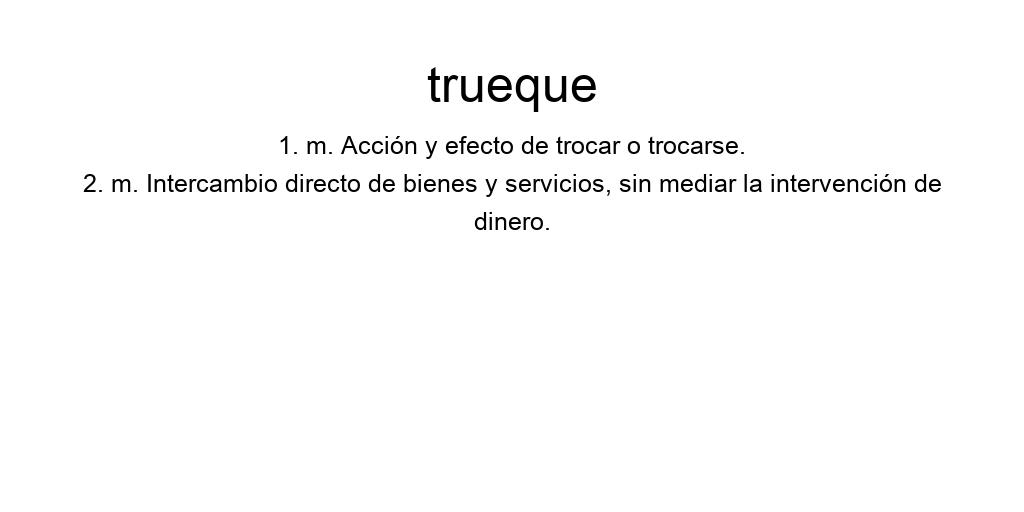 trueque
1. m. Acción y efecto de trocar o trocarse.
2. m. Intercambio directo de bienes y servicios, sin mediar la intervención de
dinero.